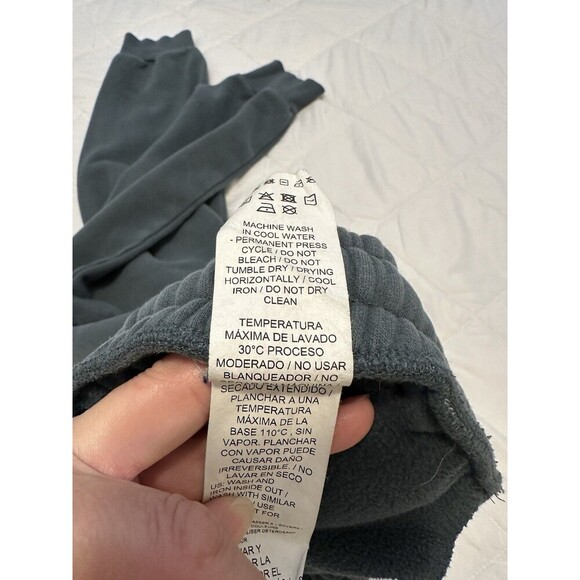 MACHINE WASH
IN COOL WATER
- PERMANENT PRESS
CYCLE / DO NOT
BLEACH / DO NOT
TUMBLE DRY / DRYING
HORIZONTALLY / COOL
IRON / DO NOT DRY
CLEAN
TEMPERATURA
MÁXIMA DE LAVADO
30°C PROCESO
MODERADO / NO USAR
BLANQUEADOR / NO
SECADO EXTENDIDO /
PLANCHAR A UNA
TEMPERATURA
MÁXIMA DE LA
BASE 110°C, SIN
VAPOR. PLANCHAR
CON VAPOR PUEDE
CAUSAR DAÑO
IRREVERSIBLE. / NO
LAVAR EN SECO
US: WASH AND
IRON INSIDE OUT /
WASH WITH SIMILAR
/ USE
FOR